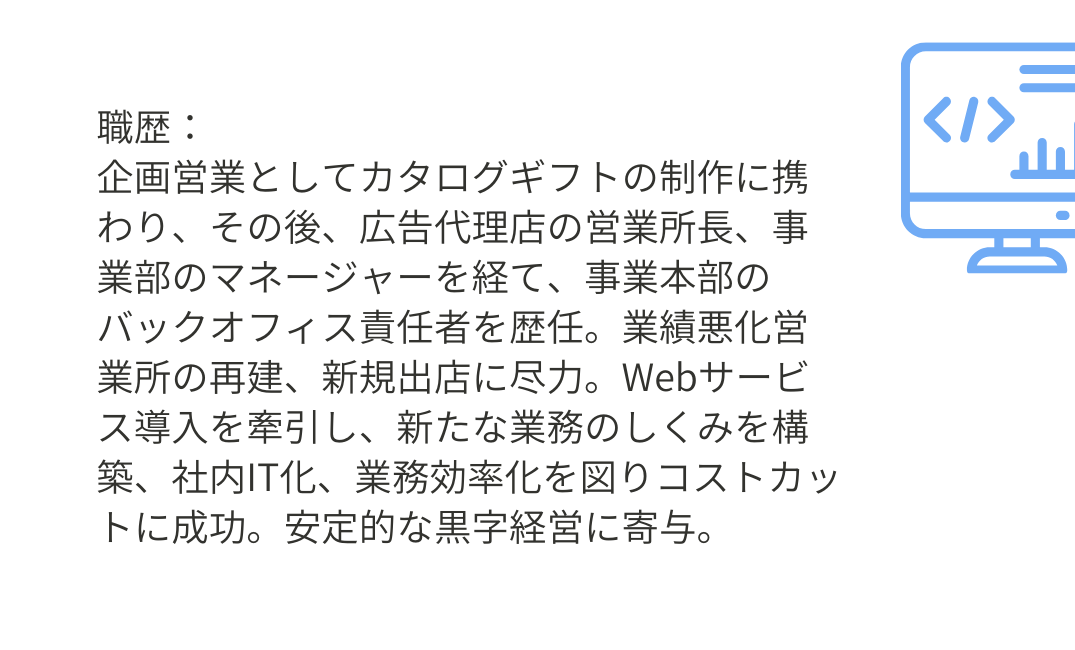 職歴：
企画営業としてカタログギフトの制作に携
わり、その後、広告代理店の営業所長、事
業部のマネージャーを経て、事業本部の
バックオフィス責任者を歴任。業績悪化営
業所の再建、新規出店に尽力。Webサービ
ス導入を牽引し、新たな業務のしくみを構
築、社内IT化、業務効率化を図りコストカッ
トに成功。安定的な黒字経営に寄与。